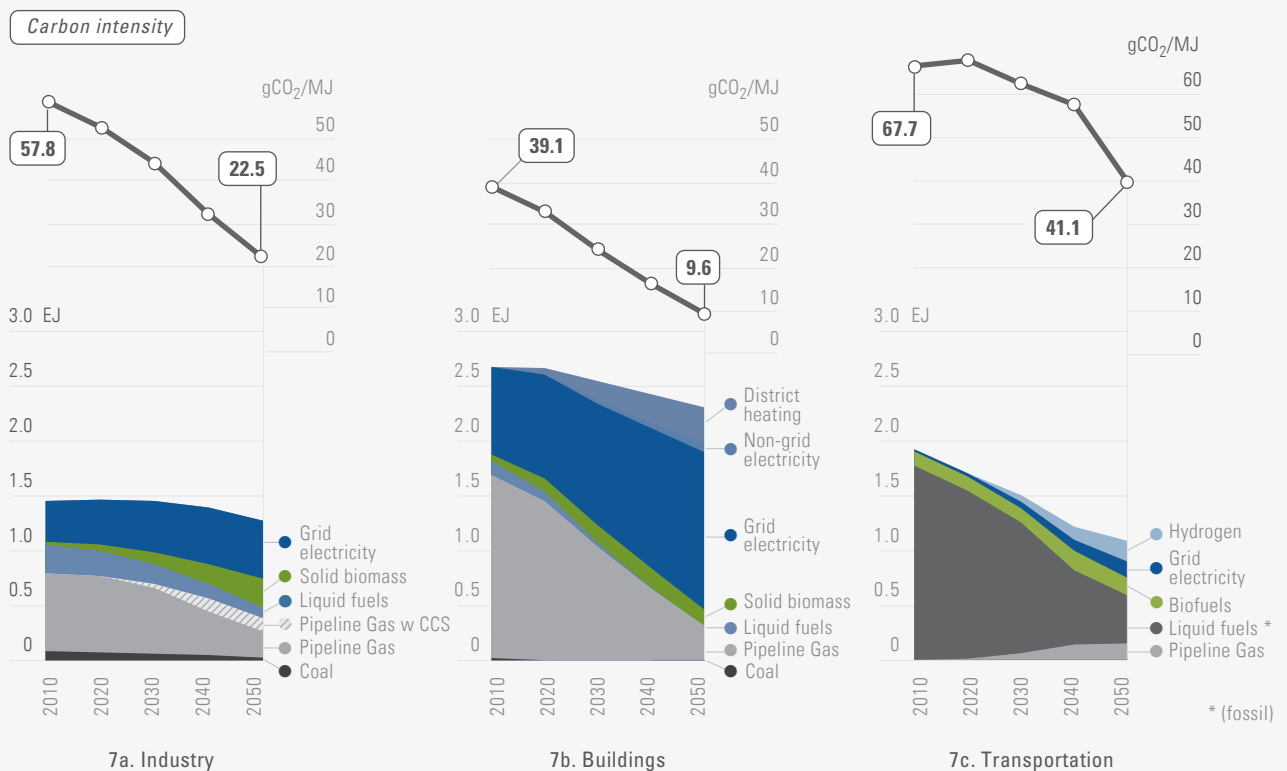 Carbon intensity
gCO₂/MJ
50
40
30
20
10
0
57.8
22.5
3.0 EJ
2.5
2.0
1.5
1.0
0.5
0
Grid
electricity
Solid biomass
Liquid fuels
Pipeline Gas w CCS
Pipeline Gas
Coal
2010
2020
2030
2040
2050
7a. Industry
gCO₂/MJ
50
40
30
20
10
0
39.1
9.6
3.0 EJ
2.5
2.0
1.5
1.0
0.5
0
District
heating
Non-grid
electricity
Grid
electricity
Solid biomass
Liquid fuels
Pipeline Gas
Coal
2010
2020
2030
2040
2050
7b. Buildings
gCO₂/MJ
60
50
40
30
20
10
0
67.7
41.1
3.0 EJ
2.5
2.0
1.5
1.0
0.5
0
Hydrogen
Grid
electricity
Biofuels
Liquid fuels *
Pipeline Gas
2010
2020
2030
2040
2050
* (fossil)
7c. Transportation